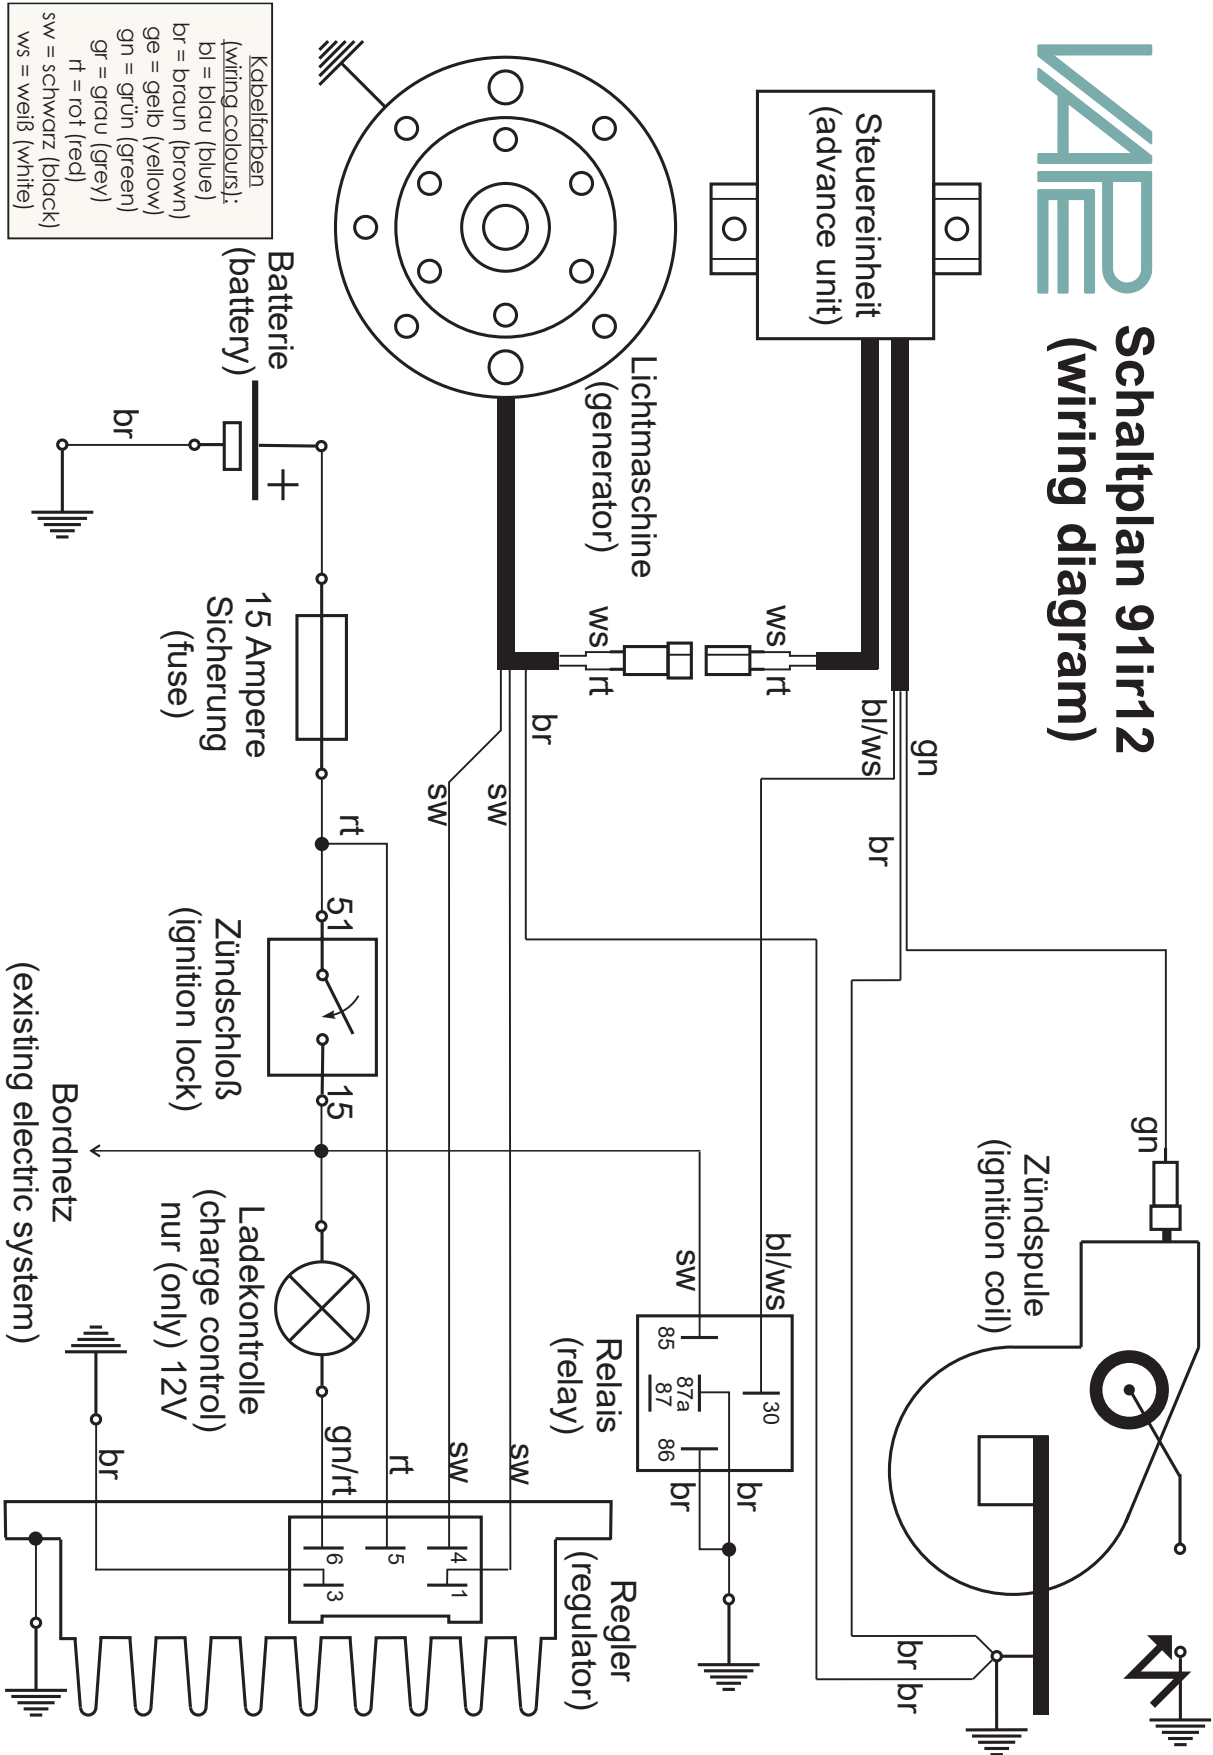 VAPE
Schaltplan 91ir12
(wiring diagram)
Steuereinheit
(advance unit)
Lichtmaschine
(generator)
ws
rt
ws
rt
bl/ws
gn
br
br
sw
sw
gn
Zündspule
(ignition coil)
bl/ws
sw
Relais
(relay)
85
87a
87
86
30
br
br
br
br
Batterie
(battery)
+
br
15 Ampere
Sicherung
(fuse)
rt
51
Zündschloß
(ignition lock)
15
Bordnetz
(existing electric system)
Ladekontrolle
(charge control)
nur (only) 12V
gn/rt
rt
sw
sw
br
6
5
4
3
1
Regler
(regulator)
Kabelfarben
(wiring colours):
bl = blau (blue)
br = braun (brown)
ge = gelb (yellow)
gn = grün (green)
gr = grau (grey)
rt = rot (red)
sw = schwarz (black)
ws = weiß (white)